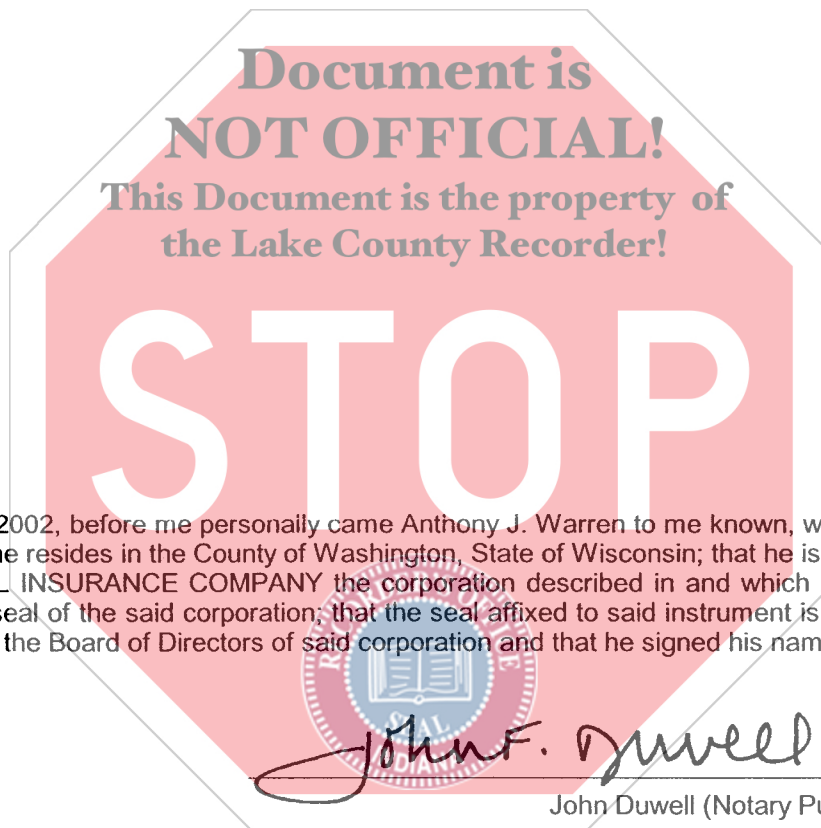 Document is
NOT OFFICIAL!
This Document is the property of
the Lake County Recorder!
STOP
2002, before me personally came Anthony J. Warren to me known, w
e resides in the County of Washington, State of Wisconsin; that he is
L INSURANCE COMPANY the corporation described in and which
seal of the said corporation; that the seal affixed to said instrument is
the Board of Directors of said corporation and that he signed his nam
SEAL
John F. Duwell
John Duwell (Notary Pu